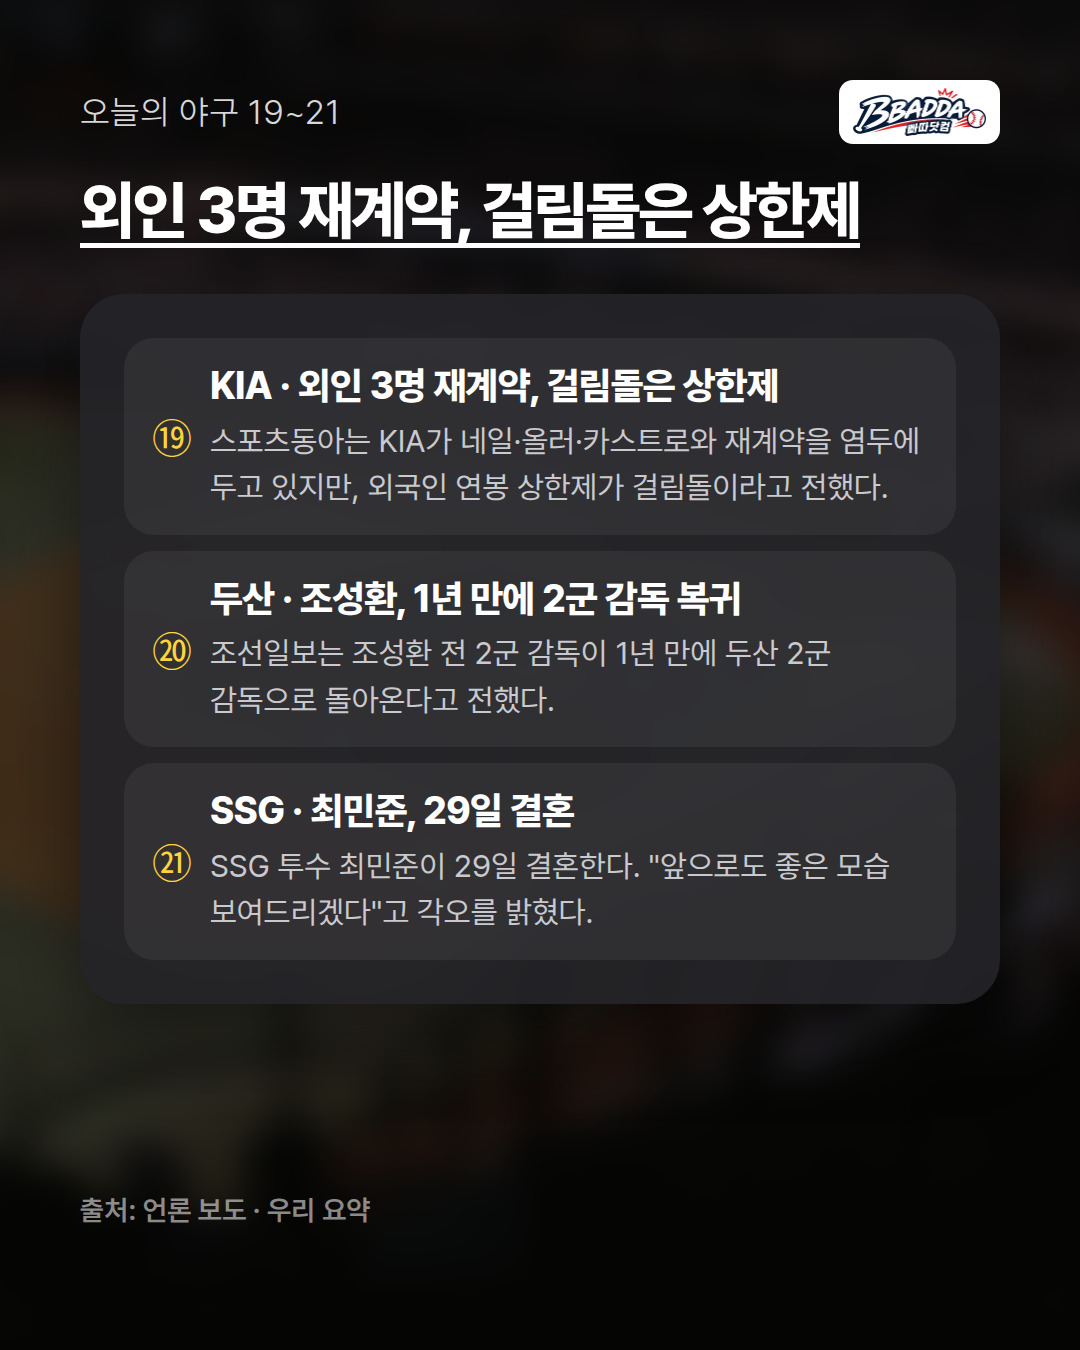 오늘의 야구 19~21
BBADDA
빠따닷컴
외인 3명 재계약, 걸림돌은 상한제
KIA · 외인 3명 재계약, 걸림돌은 상한제
⑲ 스포츠동아는 KIA가 네일·올러·카스트로와 재계약을 염두에
두고 있지만, 외국인 연봉 상한제가 걸림돌이라고 전했다.
두산 · 조성환, 1년 만에 2군 감독 복귀
⑳ 조선일보는 조성환 전 2군 감독이 1년 만에 두산 2군
감독으로 돌아온다고 전했다.
SSG · 최민준, 29일 결혼
㉑ SSG 투수 최민준이 29일 결혼한다. "앞으로도 좋은 모습
보여드리겠다"고 각오를 밝혔다.
출처: 언론 보도 · 우리 요약